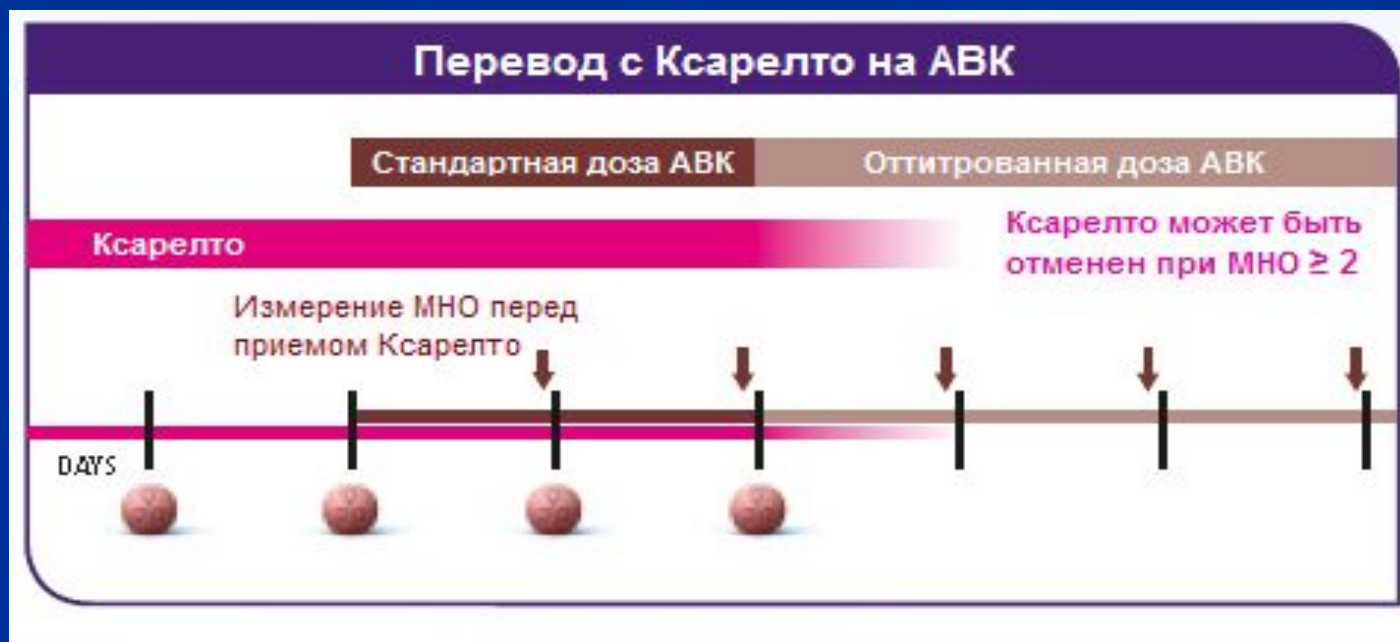 Перевод с Ксарелто на АВК
Стандартная доза АВК
Оттитрованная доза АВК
Ксарелто
Ксарелто может быть
отменен при МНО ≥ 2
Измерение МНО перед
приемом Ксарелто
DAYS